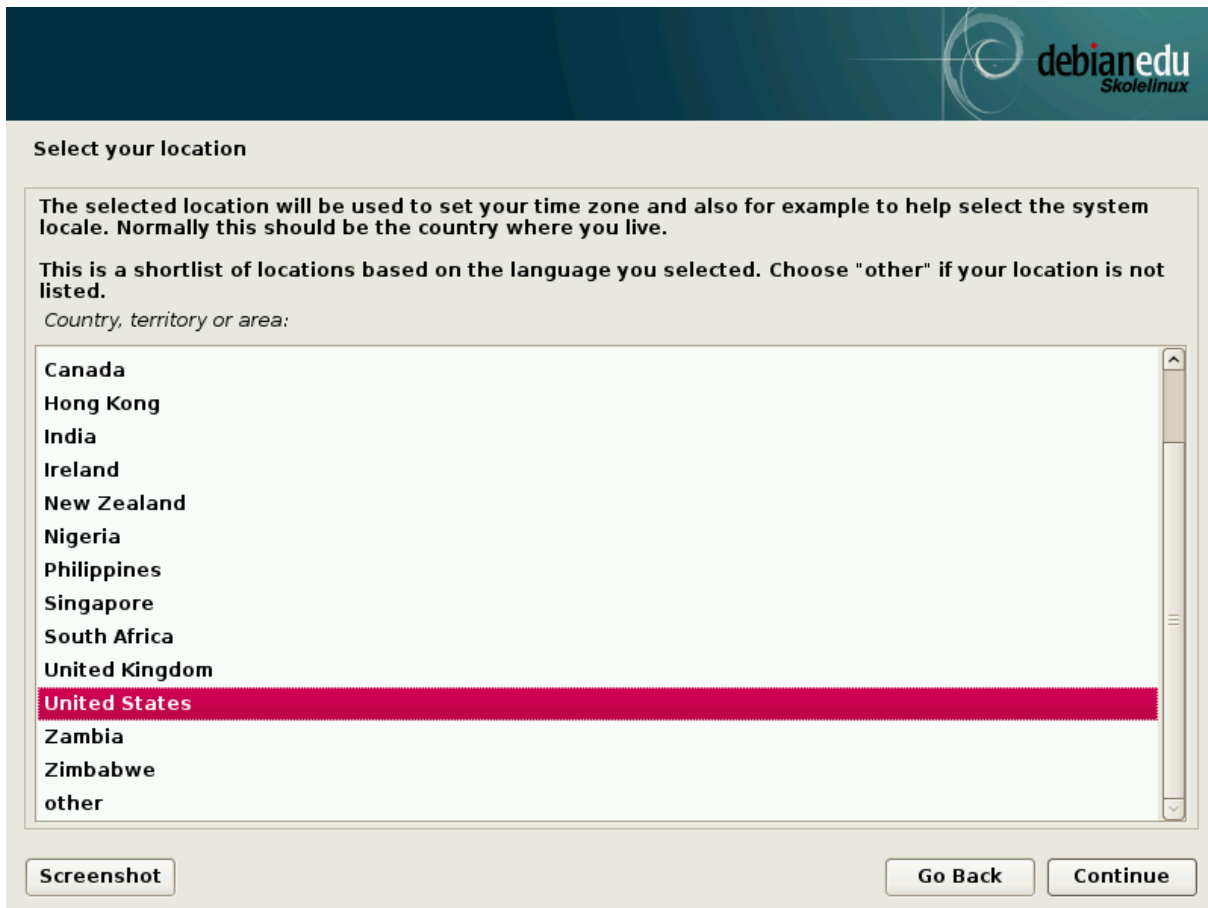 debianedu
Skolelinux
Select your location
The selected location will be used to set your time zone and also for example to help select the system
locale. Normally this should be the country where you live.
This is a shortlist of locations based on the language you selected. Choose "other" if your location is not
listed.
Country, territory or area:
Canada
Hong Kong
India
Ireland
New Zealand
Nigeria
Philippines
Singapore
South Africa
United Kingdom
United States
Zambia
Zimbabwe
other
Screenshot
Go Back
Continue